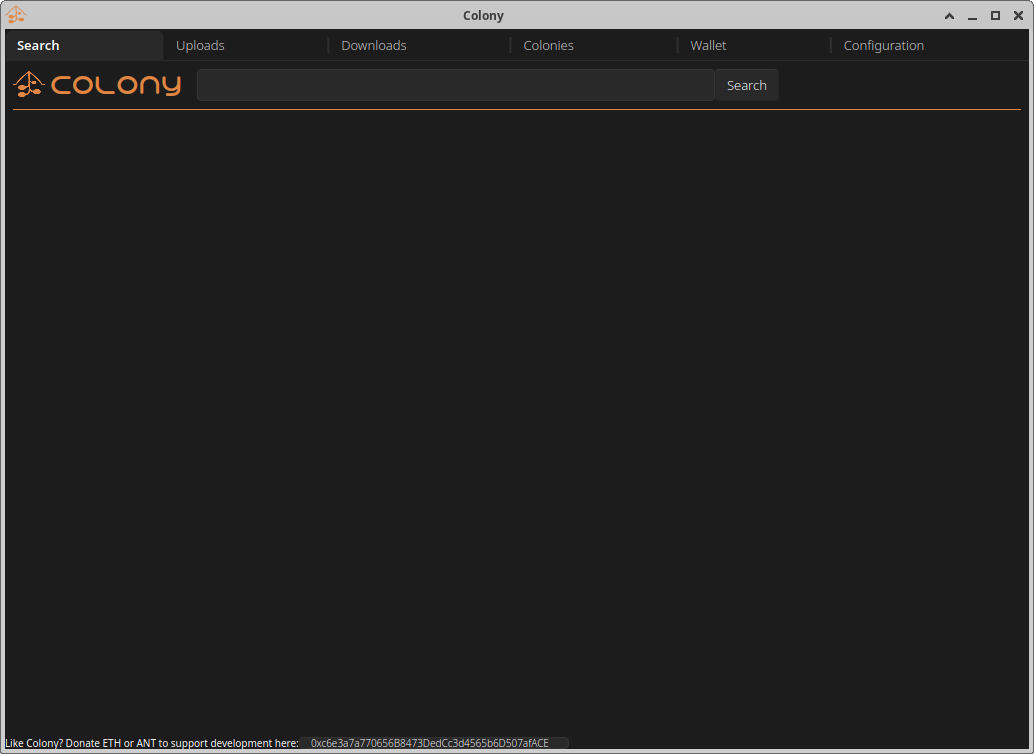 Colony
Search Uploads Downloads Colonies Wallet Configuration
COLONY Search
Like Colony? Donate ETH or ANT to support development here: 0xc6e3a7a770656B8473DedCc3d4565b6D507afACE